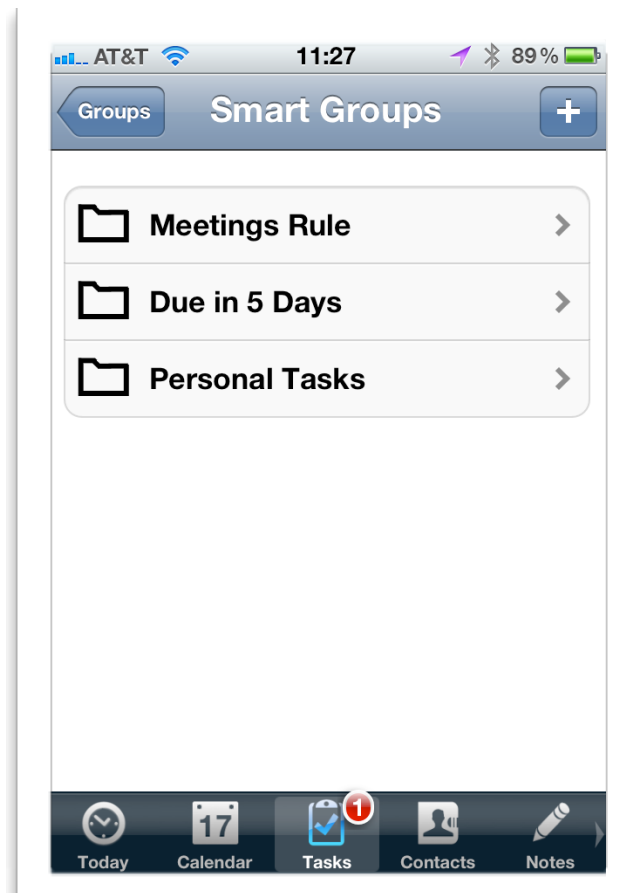 AT&T 11:27 89%
Groups Smart Groups +
Meetings Rule
Due in 5 Days
Personal Tasks
17 1
Today Calendar Tasks Contacts Notes